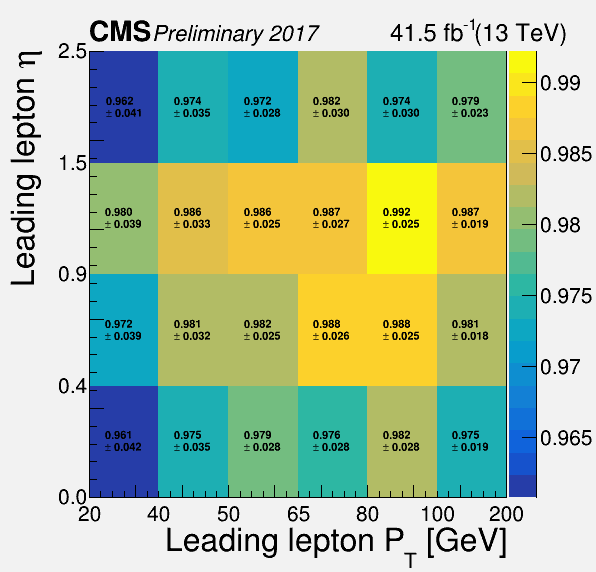 CMS Preliminary 2017 41.5 fb⁻¹(13 TeV)
Leading lepton η
2.5
1.5
0.9
0.4
0.0
0.962 0.974 0.972 0.982 0.974 0.979
± 0.041 ± 0.035 ± 0.028 ± 0.030 ± 0.030 ± 0.023
0.980 0.986 0.986 0.987 0.992 0.987
± 0.039 ± 0.033 ± 0.025 ± 0.027 ± 0.025 ± 0.019
0.972 0.981 0.982 0.988 0.988 0.981
± 0.039 ± 0.032 ± 0.025 ± 0.026 ± 0.025 ± 0.018
0.961 0.975 0.979 0.976 0.982 0.975
± 0.042 ± 0.035 ± 0.028 ± 0.028 ± 0.028 ± 0.019
20 40 50 65 80 100 200
Leading lepton P_T [GeV]
0.99
0.985
0.98
0.975
0.97
0.965